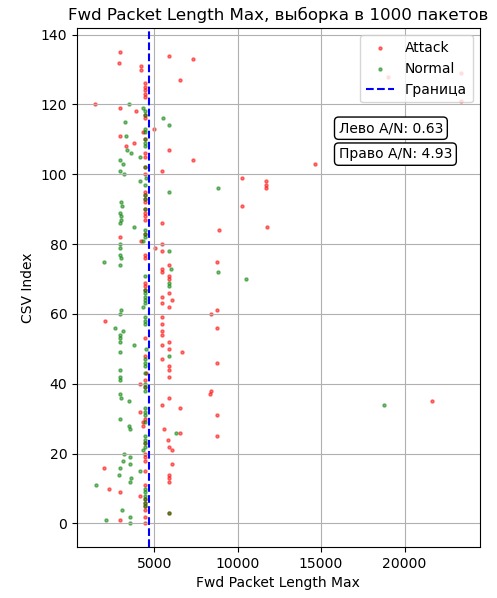 Fwd Packet Length Max, выборка в 1000 пакетов
140
120
100
80
60
40
20
0
CSV Index
Attack
Normal
Граница
Лево A/N: 0.63
Право A/N: 4.93
5000
10000
15000
20000
Fwd Packet Length Max